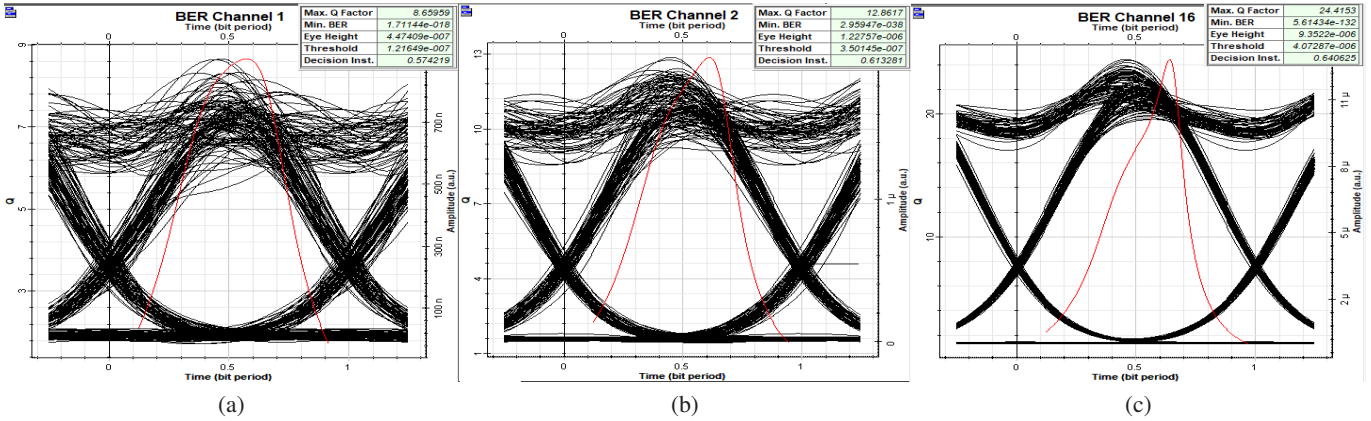 BER Channel 1
Time (bit period)
Max. Q Factor 8.65959
Min. BER 1.71144e-018
Eye Height 4.47409e-007
Threshold 1.21649e-007
Decision Inst. 0.574219
0 0.5
9
7
5
3
Q
700 n
500 n
300 n
100 n
0
Amplitude (a.u.)
0 0.5 1
Time (bit period)
(a)
BER Channel 2
Time (bit period)
Max. Q Factor 12.8617
Min. BER 2.95947e-038
Eye Height 1.22757e-006
Threshold 3.50145e-007
Decision Inst. 0.613281
0 0.5
13
10
7
4
1
Q
1 µ
0
Amplitude (a.u.)
0 0.5 1
Time (bit period)
(b)
BER Channel 16
Time (bit period)
Max. Q Factor 24.4153
Min. BER 5.61434e-132
Eye Height 9.3522e-006
Threshold 4.07287e-006
Decision Inst. 0.640625
0 0.5
20
10
Q
11 µ
8 µ
5 µ
2 µ
Amplitude (a.u.)
0 0.5 1
Time (bit period)
(c)